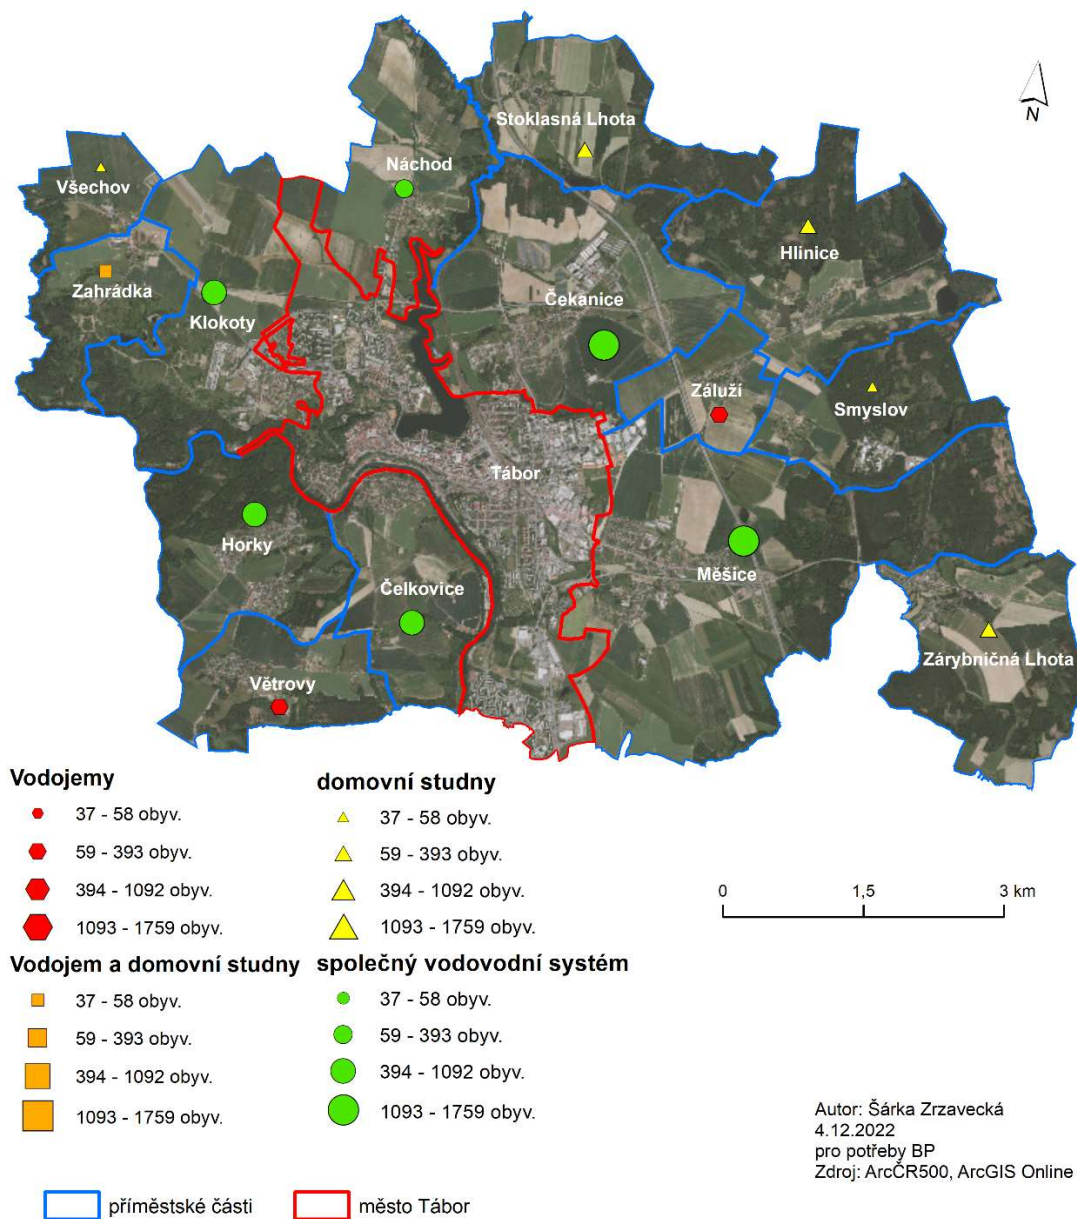 N
Stoklasná Lhota
Náchod
Všechov
Hlinice
Zahrádka
Čekanice
Klokoty
Záluží
Smyslov
Tábor
Horky
Měšice
Čelkovice
Zárybničná Lhota
Větrovy
Vodojemy
37 - 58 obyv.
59 - 393 obyv.
394 - 1092 obyv.
1093 - 1759 obyv.
domovní studny
37 - 58 obyv.
59 - 393 obyv.
394 - 1092 obyv.
1093 - 1759 obyv.
0 1,5 3 km
Vodojem a domovní studny
37 - 58 obyv.
59 - 393 obyv.
394 - 1092 obyv.
1093 - 1759 obyv.
společný vodovodní systém
37 - 58 obyv.
59 - 393 obyv.
394 - 1092 obyv.
1093 - 1759 obyv.
Autor: Šárka Zrzavecká
4.12.2022
pro potřeby BP
Zdroj: ArcČR500, ArcGIS Online
příměstské části
město Tábor